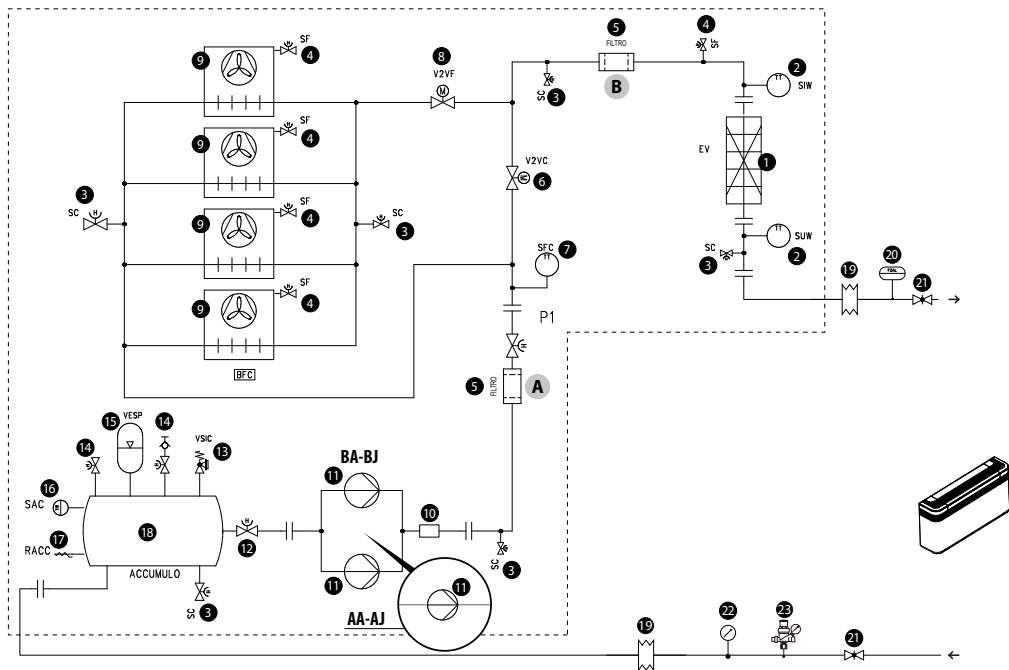 5
FILTRO
B
4
SF
2
SIW
EV
1
SUW
2
SC
3
19
20
21
9
SF
4
9
SF
4
9
SF
4
9
SF
4
BFC
8
V2VF
M
SC
3
V2VC
M
6
SFC
7
3
SC
H
SC
3
P1
H
5
FILTRO
A
15
VESP
14
14
VSIC
13
16
SAC
17
RACC
18
ACCUMULO
SC
3
H
12
BA-BJ
11
11
10
SC
3
AA-AJ
11
19
22
23
21